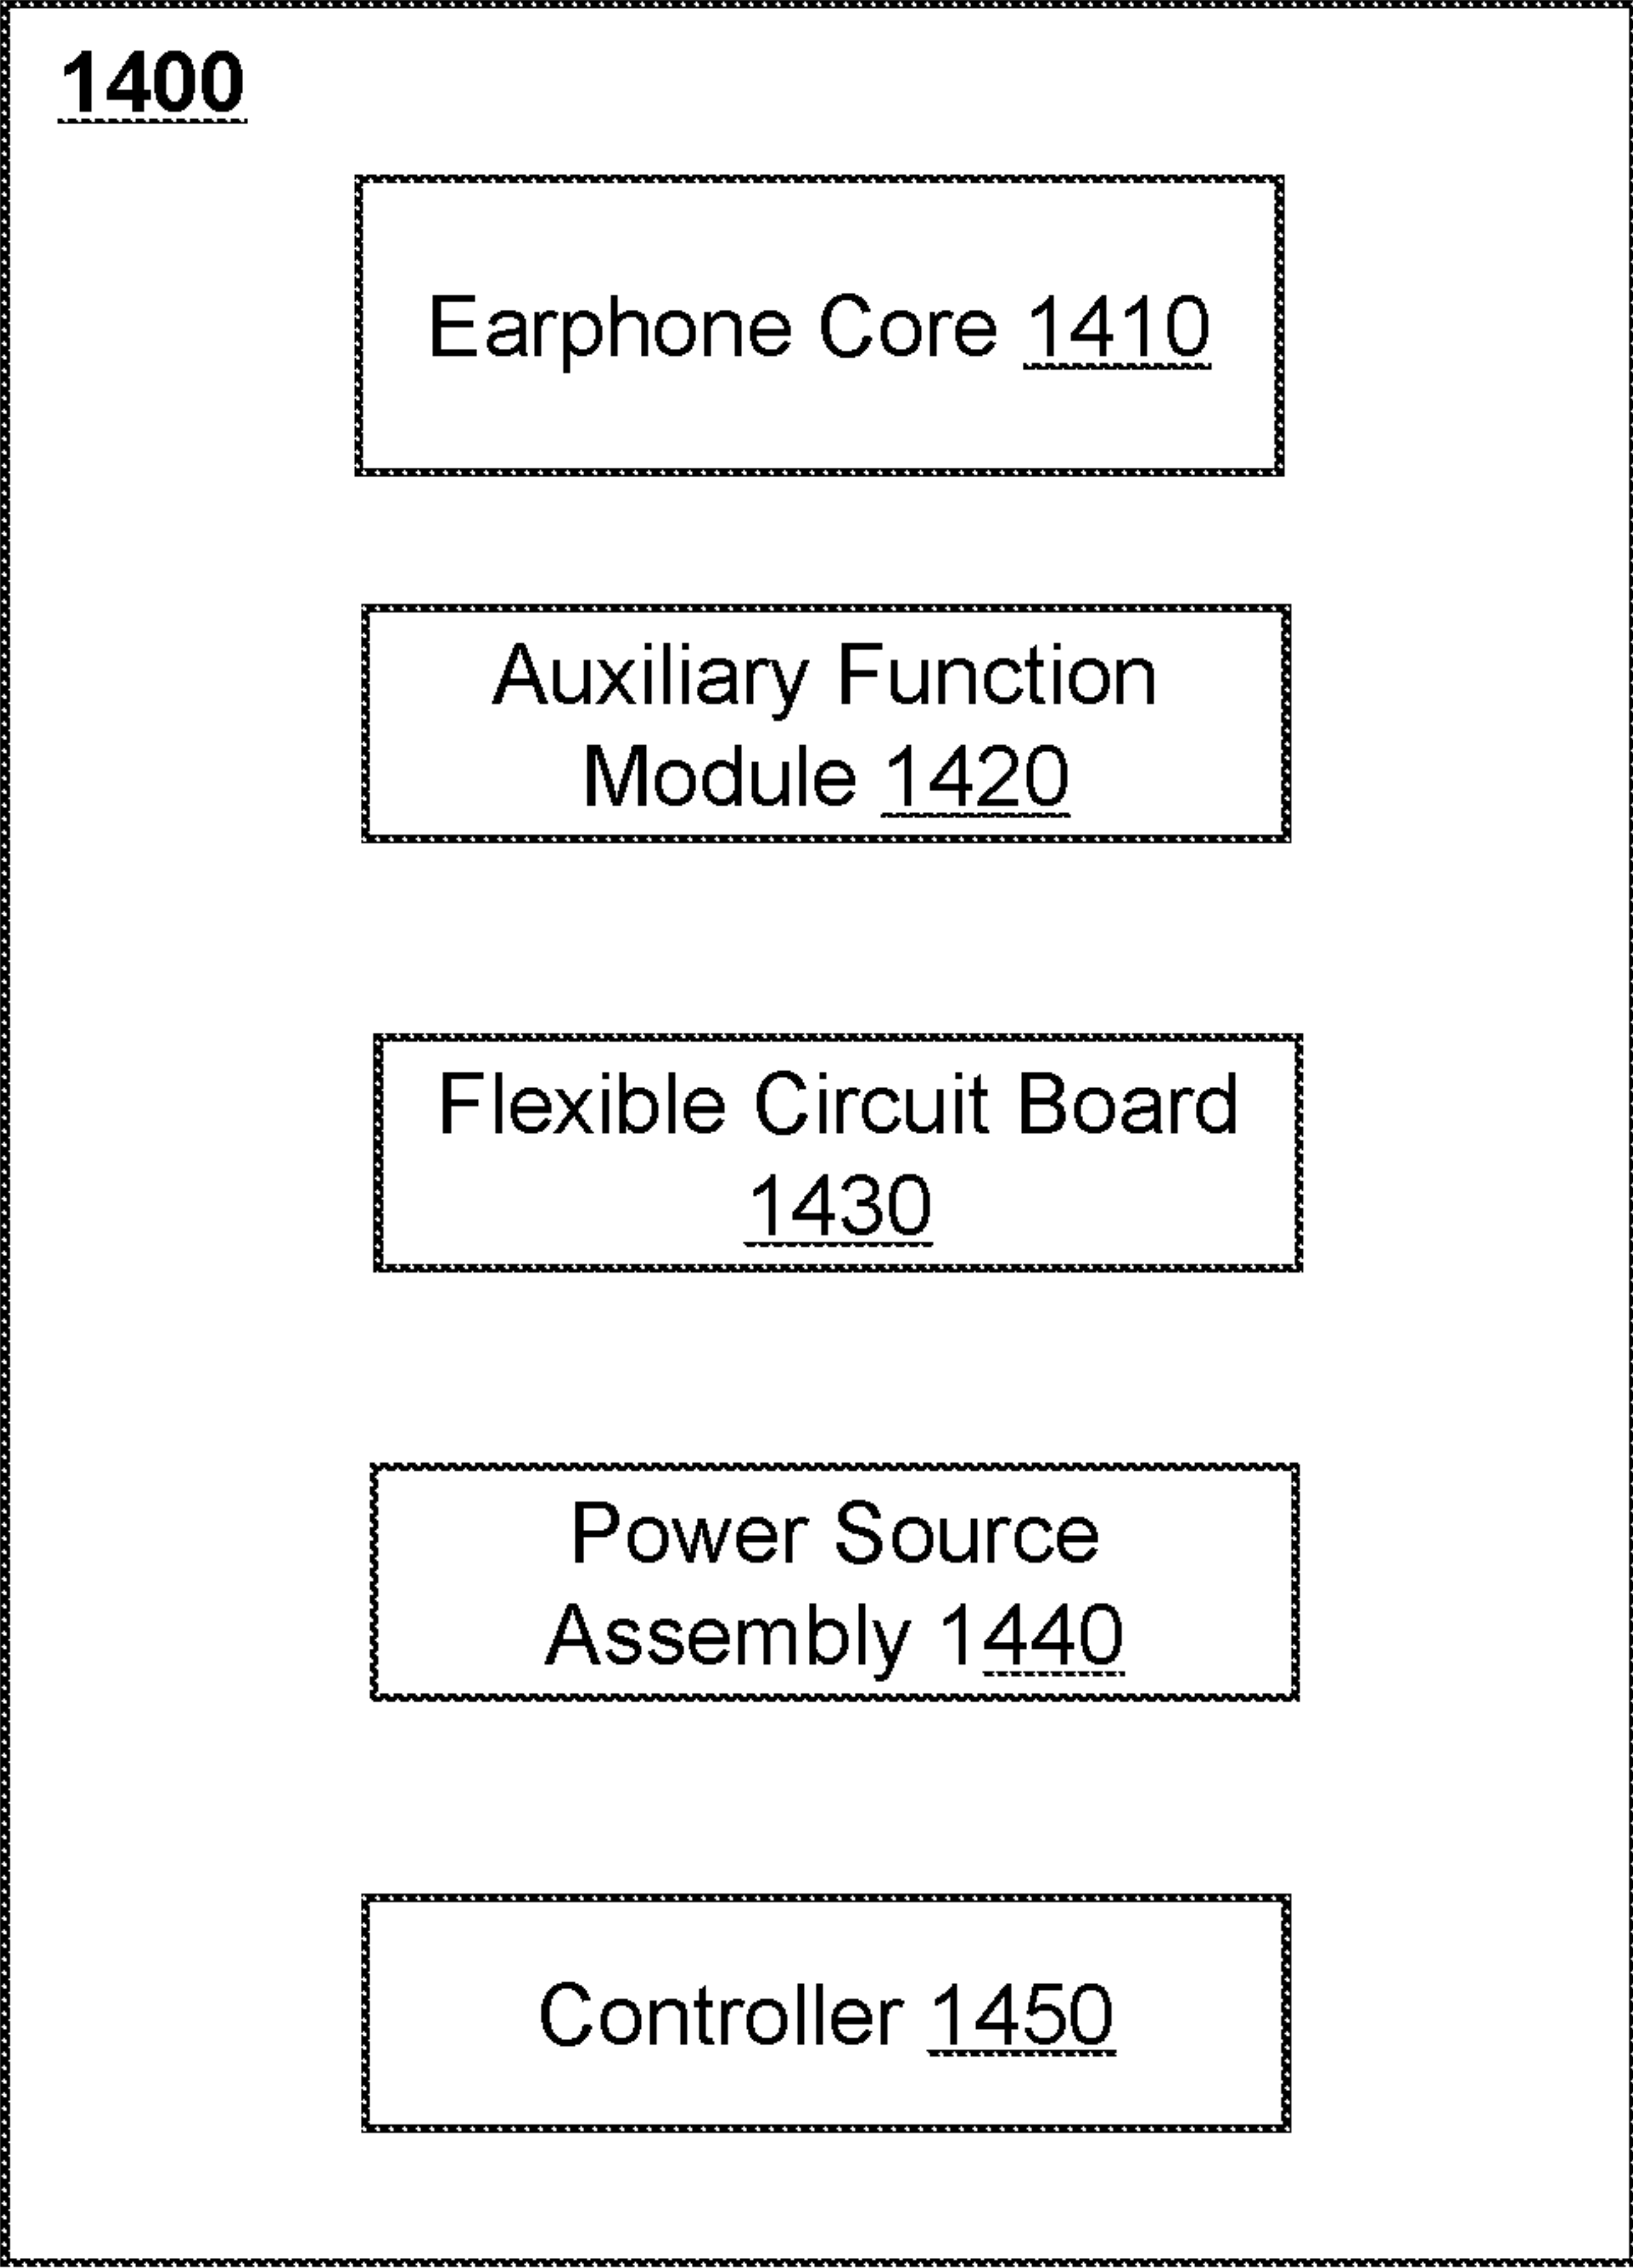 1400
Earphone Core 1410
Auxiliary Function
Module 1420
Flexible Circuit Board
1430
Power Source
Assembly 1440
Controller 1450